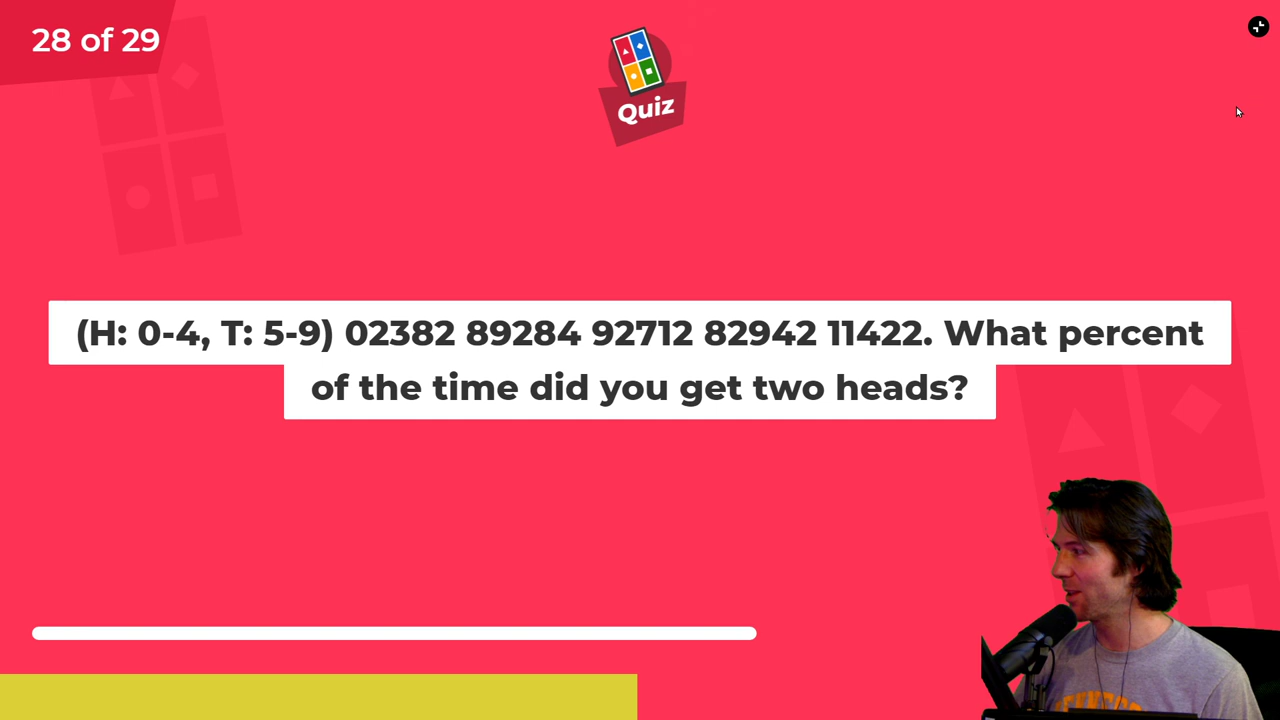 28 of 29
Quiz
(H: 0-4, T: 5-9) 02382 89284 92712 82942 11422. What percent
of the time did you get two heads?